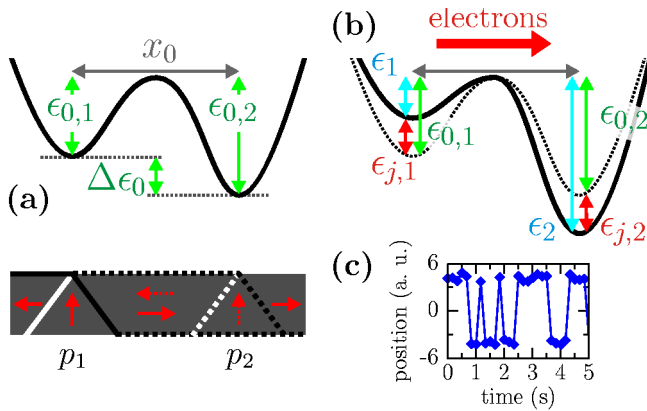 x₀
ϵ₀,₁
ϵ₀,₂
Δϵ₀
(a)
p₁
p₂
(b)
electrons
ϵ₁
ϵ₀,₁
ϵ₀,₂
ϵⱼ,₁
ϵ₂
ϵⱼ,₂
(c)
position (a. u.)
6
0
-6
0 1 2 3 4 5
time (s)